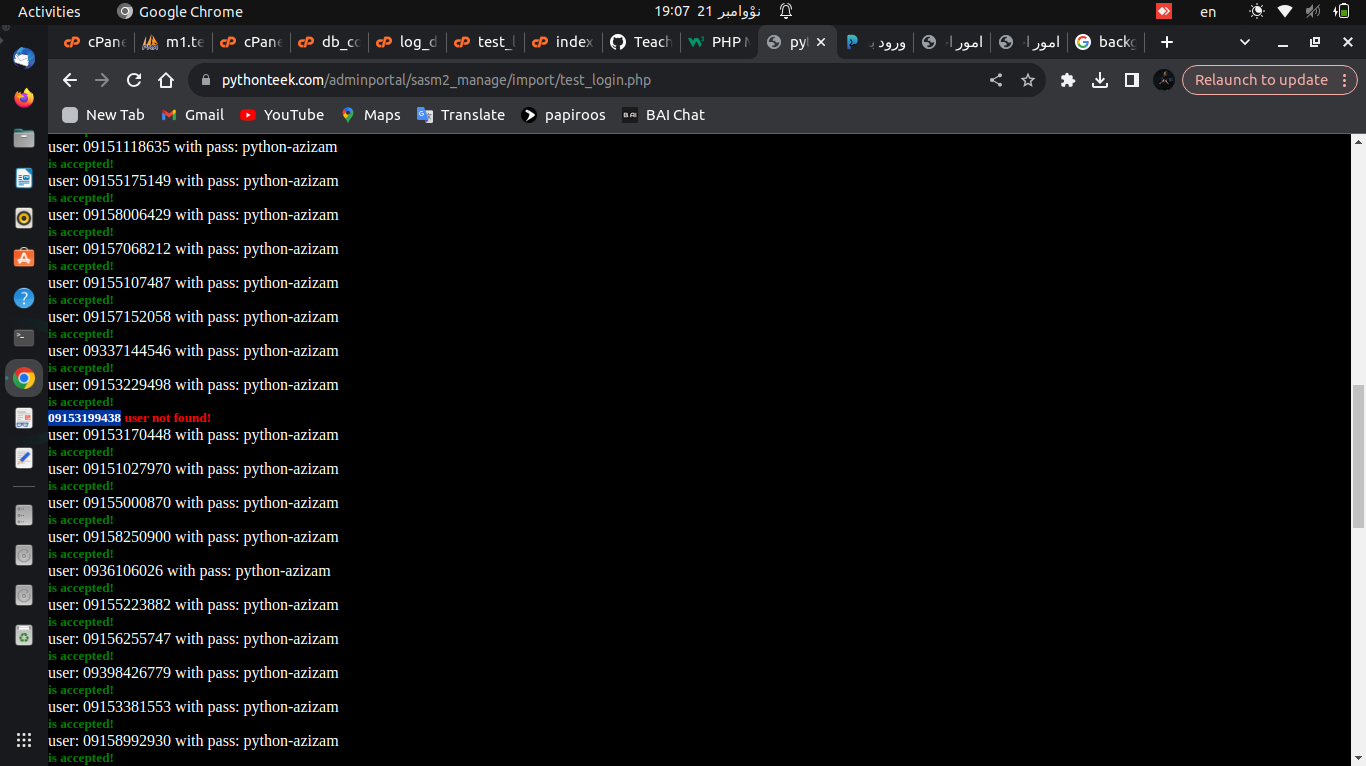 Activities Google Chrome 19:07 21 نۆوامبر en
cPane m1.te cPane db_cc log_d test_l index Teach PHP M py ورود ب امور ا امور ا backg
pythonteek.com/adminportal/sasm2_manage/import/test_login.php Relaunch to update
New Tab Gmail YouTube Maps Translate papiroos B.AI BAI Chat
user: 09151118635 with pass: python-azizam
is accepted!
user: 09155175149 with pass: python-azizam
is accepted!
user: 09158006429 with pass: python-azizam
is accepted!
user: 09157068212 with pass: python-azizam
is accepted!
user: 09155107487 with pass: python-azizam
is accepted!
user: 09157152058 with pass: python-azizam
is accepted!
user: 09337144546 with pass: python-azizam
is accepted!
user: 09153229498 with pass: python-azizam
is accepted!
09153199438 user not found!
user: 09153170448 with pass: python-azizam
is accepted!
user: 09151027970 with pass: python-azizam
is accepted!
user: 09155000870 with pass: python-azizam
is accepted!
user: 09158250900 with pass: python-azizam
is accepted!
user: 0936106026 with pass: python-azizam
is accepted!
user: 09155223882 with pass: python-azizam
is accepted!
user: 09156255747 with pass: python-azizam
is accepted!
user: 09398426779 with pass: python-azizam
is accepted!
user: 09153381553 with pass: python-azizam
is accepted!
user: 09158992930 with pass: python-azizam
is accepted!